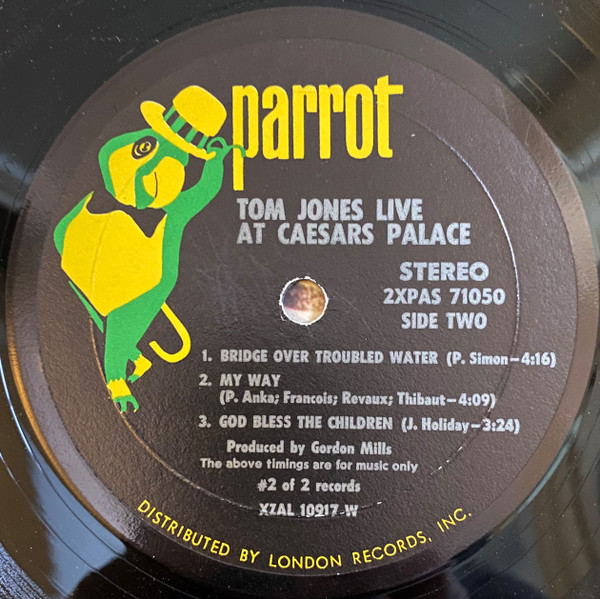 parrot
TOM JONES LIVE
AT CAESARS PALACE
STEREO
2XPAS 71050
SIDE TWO
1. BRIDGE OVER TROUBLED WATER (P. Simon–4:16)
2. MY WAY
(P. Anka; Francois; Revaux; Thibaut–4:09)
3. GOD BLESS THE CHILDREN (J. Holiday–3:24)
Produced by Gordon Mills
The above timings are for music only
#2 of 2 records
XZAL 10917-W
DISTRIBUTED BY LONDON RECORDS, INC.